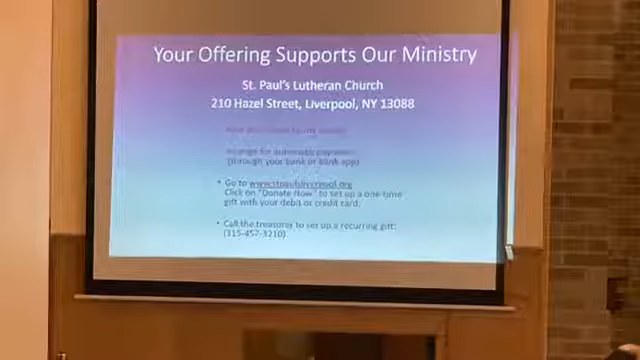 Your Offering Supports Our Ministry
St. Paul's Lutheran Church
210 Hazel Street, Liverpool, NY 13088
Arrange for automatic payment
(through your bank or bank app)
• Go to www.stpaulsliverpool.org
Click on "Donate Now" to set up a one-time
gift with your debit or credit card.
• Call the treasurer to set up a recurring gift:
(315-457-3210)